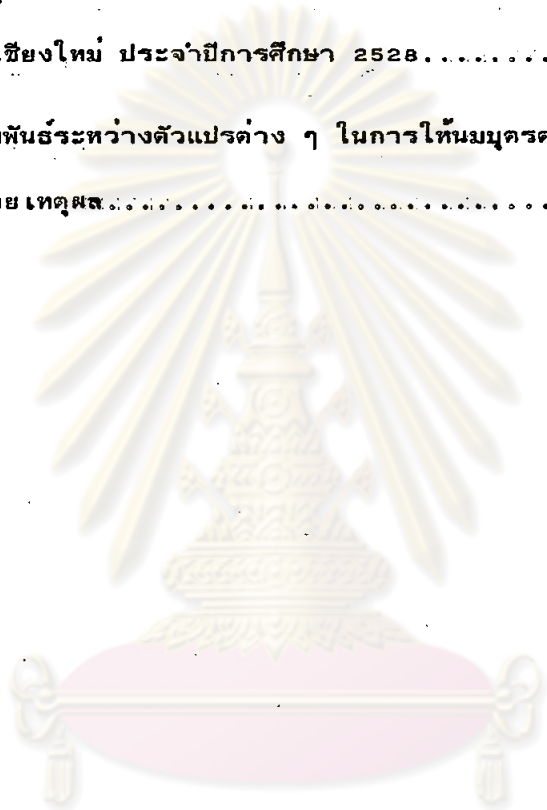 เชียงใหม่ ประจำปีการศึกษา 2528..........
พันธ์ระหว่างตัวแปรต่าง ๆ ในการให้นมบุตรด
ย เหตุผล..............................